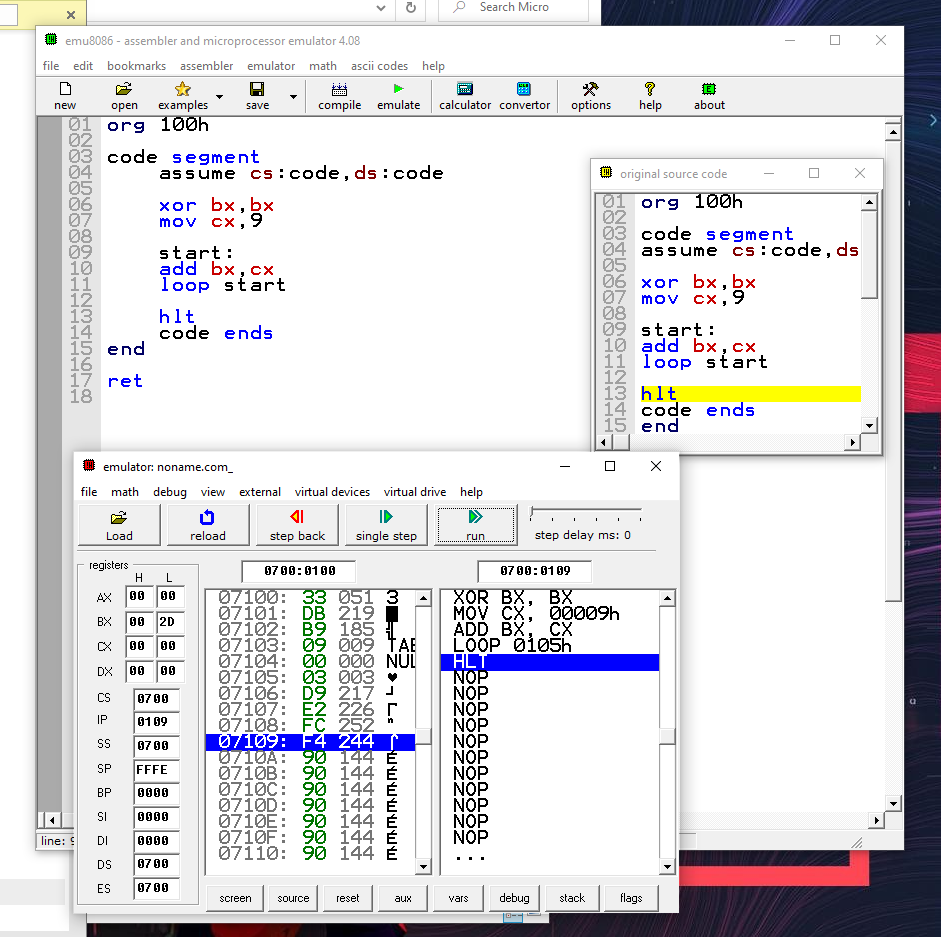 Search Micro
emu8086 - assembler and microprocessor emulator 4.08
file edit bookmarks assembler emulator math ascii codes help
new open examples save compile emulate calculator convertor options help about
01 org 100h
02
03 code segment
04 assume cs:code,ds:code
05
06 xor bx,bx
07 mov cx,9
08
09 start:
10 add bx,cx
11 loop start
12
13 hlt
14 code ends
15 end
16
17 ret
18
line:
original source code
01 org 100h
02
03 code segment
04 assume cs:code,ds
05
06 xor bx,bx
07 mov cx,9
08
09 start:
10 add bx,cx
11 loop start
12
13 hlt
14 code ends
15 end
emulator: noname.com_
file math debug view external virtual devices virtual drive help
Load reload step back single step run step delay ms: 0
registers
H L
AX 00 00
BX 00 2D
CX 00 00
DX 00 00
CS 0700
IP 0109
SS 0700
SP FFFE
BP 0000
SI 0000
DI 0000
DS 0700
ES 0700
0700:0100
07100: 33 051 3
07101: DB 219 █
07102: B9 185 ╣
07103: 09 009 TAB
07104: 00 000 NUL
07105: 03 003 ♥
07106: D9 217 ┘
07107: E2 226 Γ
07108: FC 252 ⁿ
07109: F4 244 ⌠
0710A: 90 144 É
0710B: 90 144 É
0710C: 90 144 É
0710D: 90 144 É
0710E: 90 144 É
0710F: 90 144 É
07110: 90 144 É
0700:0109
XOR BX, BX
MOV CX, 00009h
ADD BX, CX
LOOP 0105h
HLT
NOP
NOP
NOP
NOP
NOP
NOP
NOP
NOP
NOP
NOP
NOP
...
screen source reset aux vars debug stack flags